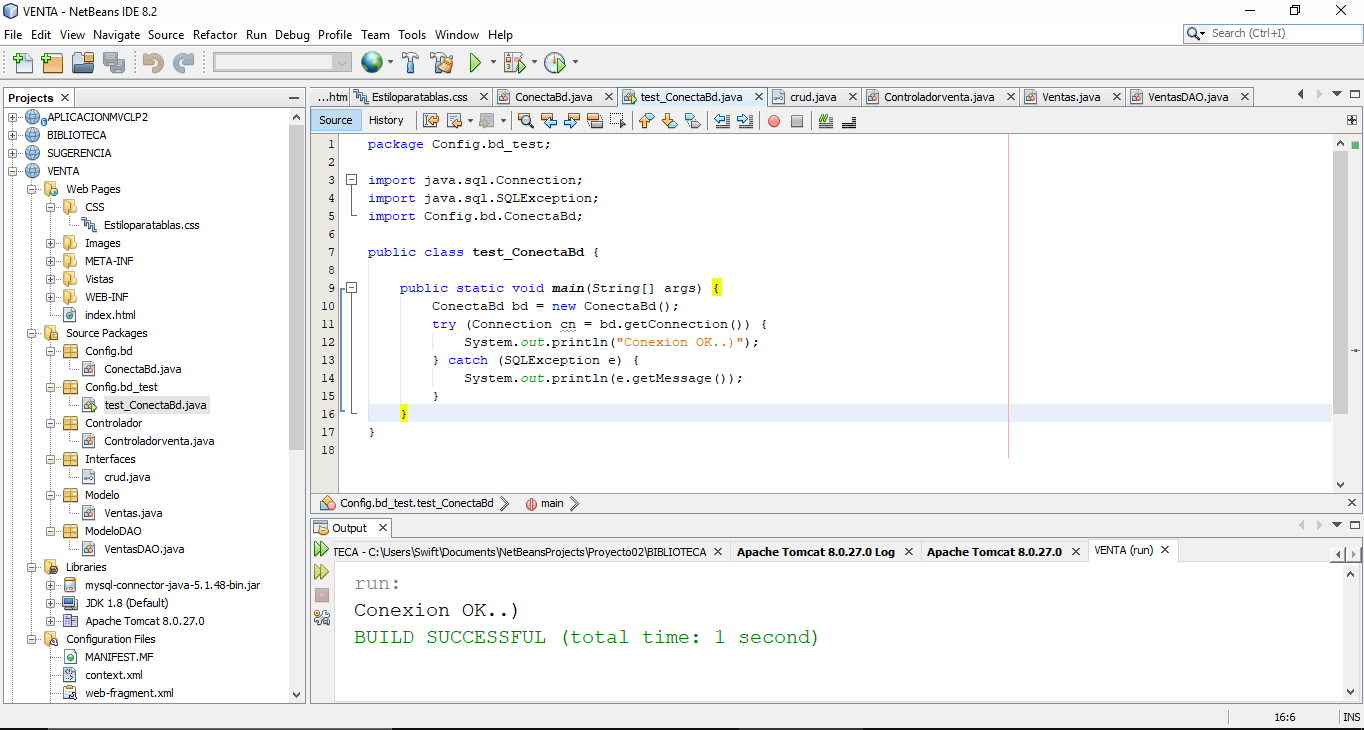 VENTA - NetBeans IDE 8.2
File Edit View Navigate Source Refactor Run Debug Profile Team Tools Window Help
Search (Ctrl+I)
Projects
APLICACIONMVCLP2
BIBLIOTECA
SUGERENCIA
VENTA
Web Pages
CSS
Estiloparatablas.css
Images
META-INF
Vistas
WEB-INF
index.html
Source Packages
Config.bd
ConectaBd.java
Config.bd_test
test_ConectaBd.java
Controlador
Controladorventa.java
Interfaces
crud.java
Modelo
Ventas.java
ModeloDAO
VentasDAO.java
Libraries
mysql-connector-java-5.1.48-bin.jar
JDK 1.8 (Default)
Apache Tomcat 8.0.27.0
Configuration Files
MANIFEST.MF
context.xml
web-fragment.xml
...htm Estiloparatablas.css ConectaBd.java test_ConectaBd.java crud.java Controladorventa.java Ventas.java VentasDAO.java
Source History
1 package Config.bd_test;
2
3 import java.sql.Connection;
4 import java.sql.SQLException;
5 import Config.bd.ConectaBd;
6
7 public class test_ConectaBd {
8
9 public static void main(String[] args) {
10 ConectaBd bd = new ConectaBd();
11 try (Connection cn = bd.getConnection()) {
12 System.out.println("Conexion OK..)");
13 } catch (SQLException e) {
14 System.out.println(e.getMessage());
15 }
16 }
17 }
18
Config.bd_test.test_ConectaBd main
Output
TECA - C:\Users\Swift\Documents\NetBeansProjects\Proyecto02\BIBLIOTECA Apache Tomcat 8.0.27.0 Log Apache Tomcat 8.0.27.0 VENTA (run)
run:
Conexion OK..)
BUILD SUCCESSFUL (total time: 1 second)
16:6 INS